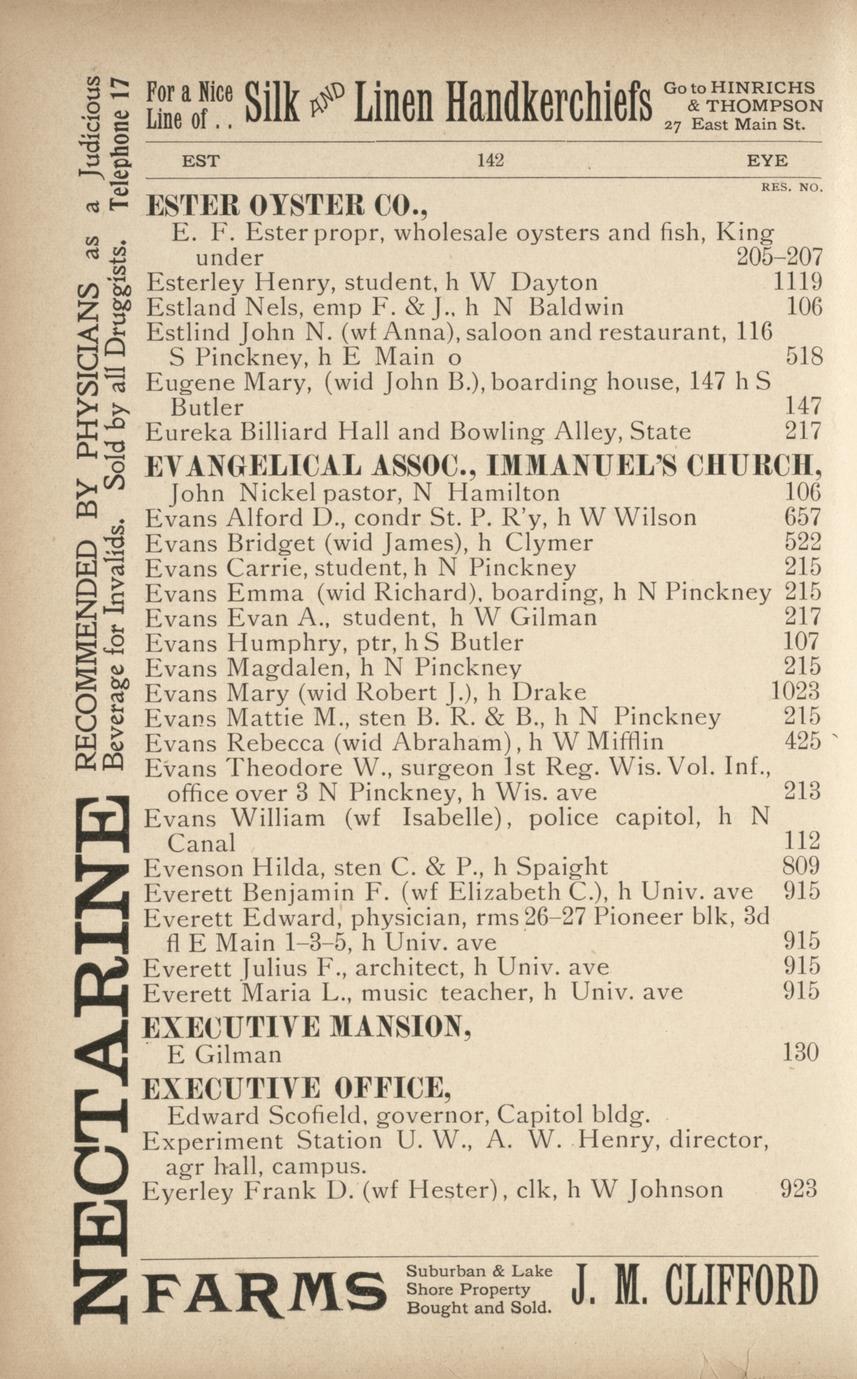 For a Nice
Line of . .
Silk AND Linen Handkerchiefs
Go to HINRICHS
& THOMPSON
27 East Main St.
EST 142 EYE
RES. NO.
ESTER OYSTER CO.,
E. F. Ester propr, wholesale oysters and fish, King
under 205–207
Esterley Henry, student, h W Dayton 1119
Estland Nels, emp F. & J., h N Baldwin 106
Estlind John N. (wf Anna), saloon and restaurant, 116
S Pinckney, h E Main o 518
Eugene Mary, (wid John B.), boarding house, 147 h S
Butler 147
Eureka Billiard Hall and Bowling Alley, State 217
EVANGELICAL ASSOC., IMMANUEL'S CHURCH,
John Nickel pastor, N Hamilton 106
Evans Alford D., condr St. P. R'y, h W Wilson 657
Evans Bridget (wid James), h Clymer 522
Evans Carrie, student, h N Pinckney 215
Evans Emma (wid Richard), boarding, h N Pinckney 215
Evans Evan A., student, h W Gilman 217
Evans Humphry, ptr, h S Butler 107
Evans Magdalen, h N Pinckney 215
Evans Mary (wid Robert J.), h Drake 1023
Evans Mattie M., sten B. R. & B., h N Pinckney 215
Evans Rebecca (wid Abraham), h W Mifflin 425
Evans Theodore W., surgeon 1st Reg. Wis. Vol. Inf.,
office over 3 N Pinckney, h Wis. ave 213
Evans William (wf Isabelle), police capitol, h N
Canal 112
Evenson Hilda, sten C. & P., h Spaight 809
Everett Benjamin F. (wf Elizabeth C.), h Univ. ave 915
Everett Edward, physician, rms 26–27 Pioneer blk, 3d
fl E Main 1–3–5, h Univ. ave 915
Everett Julius F., architect, h Univ. ave 915
Everett Maria L., music teacher, h Univ. ave 915
EXECUTIVE MANSION,
E Gilman 130
EXECUTIVE OFFICE,
Edward Scofield, governor, Capitol bldg.
Experiment Station U. W., A. W. Henry, director,
agr hall, campus.
Eyerley Frank D. (wf Hester), clk, h W Johnson 923
FARMS
Suburban & Lake
Shore Property
Bought and Sold.
J. M. CLIFFORD
NECTARINE
RECOMMENDED BY PHYSICIANS as a Judicious
Beverage for Invalids. Sold by all Druggists. Telephone 17